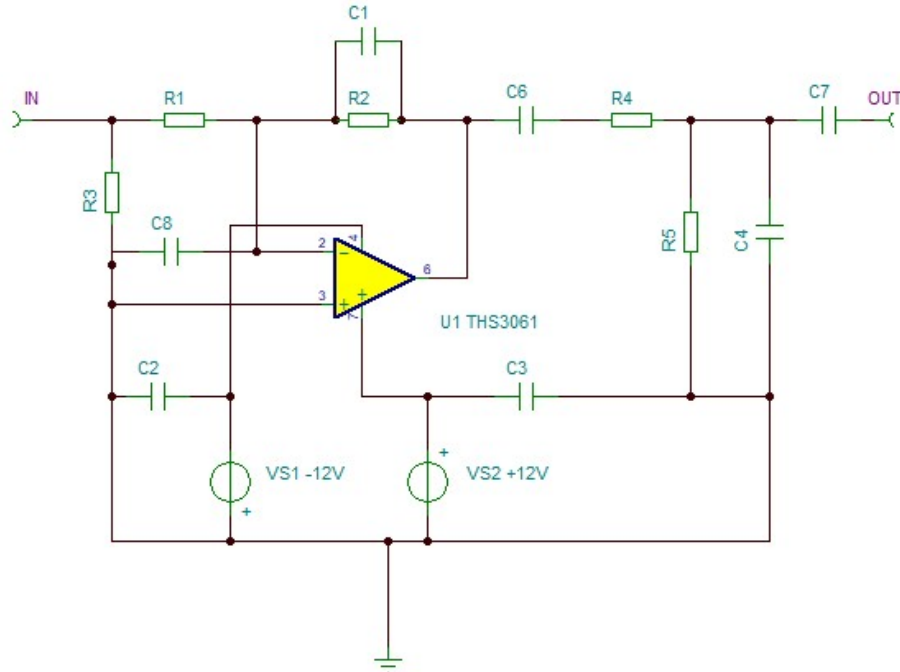 C1
IN
R1
R2
C6
R4
C7
OUT
R3
C8
4
R5
C4
2
-
6
3
+
+
7
U1 THS3061
C2
C3
VS1 -12V
+
+
VS2 +12V